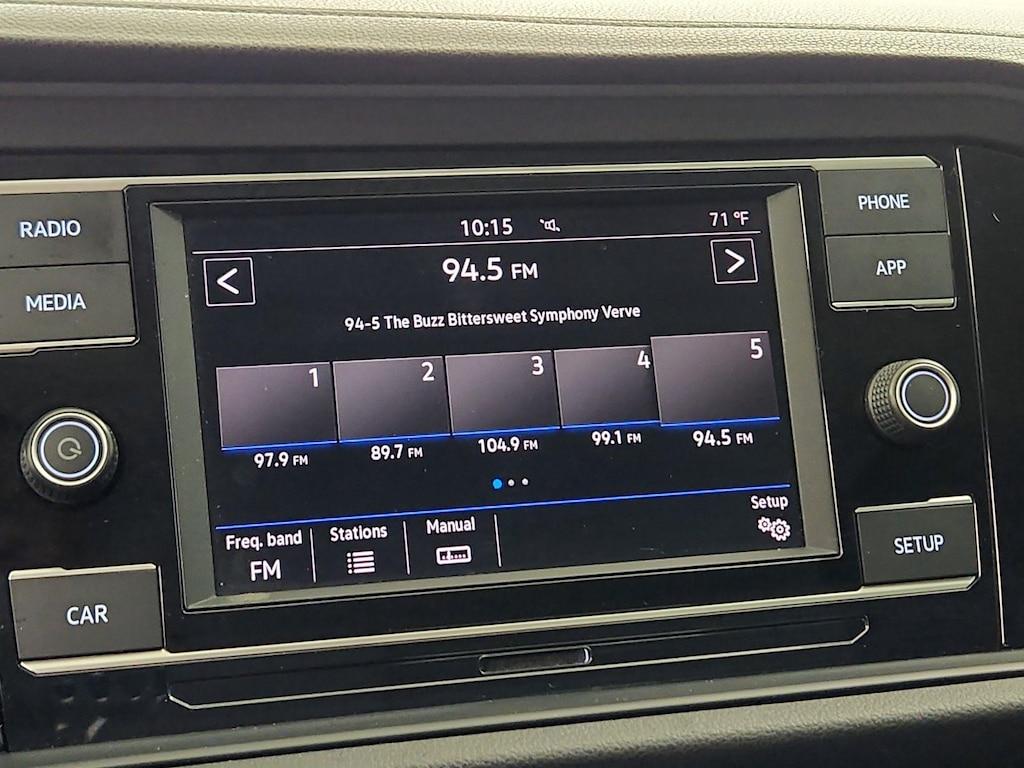 RADIO
MEDIA
CAR
10:15
71 °F
94.5 FM
94-5 The Buzz Bittersweet Symphony Verve
1 2 3 4 5
97.9 FM 89.7 FM 104.9 FM 99.1 FM 94.5 FM
Freq. band Stations Manual Setup
FM
PHONE
APP
SETUP